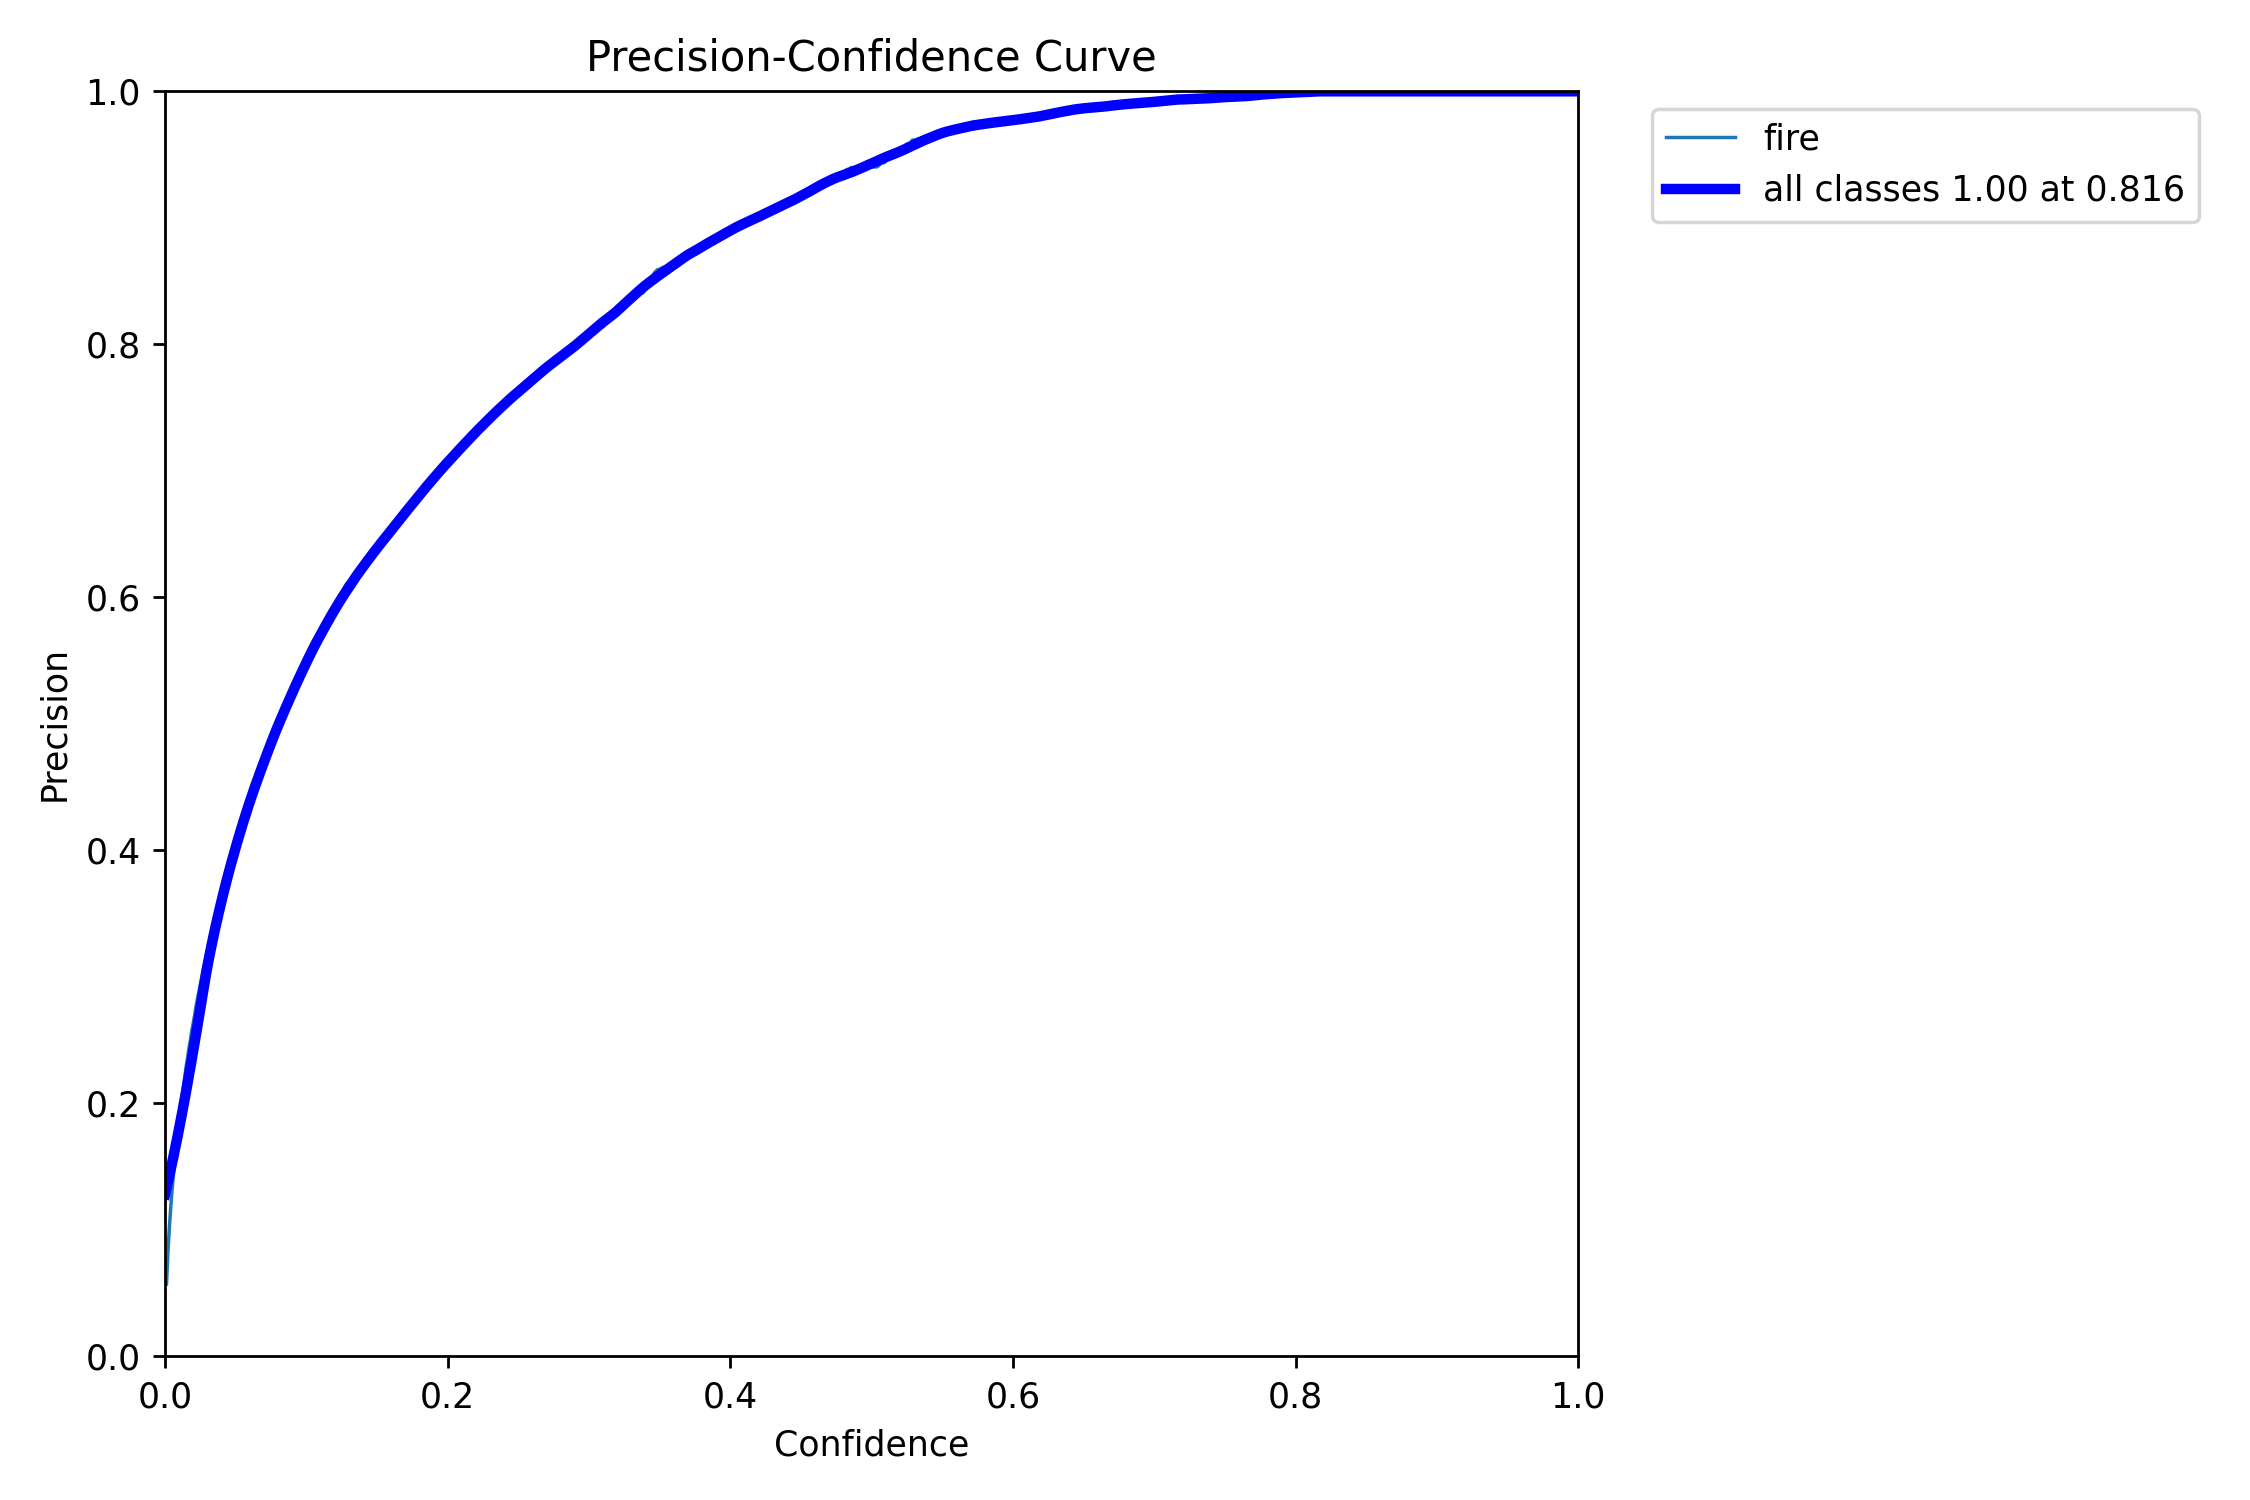 Precision-Confidence Curve
fire
all classes 1.00 at 0.816
1.0
0.8
0.6
0.4
0.2
0.0
Precision
0.0 0.2 0.4 0.6 0.8 1.0
Confidence